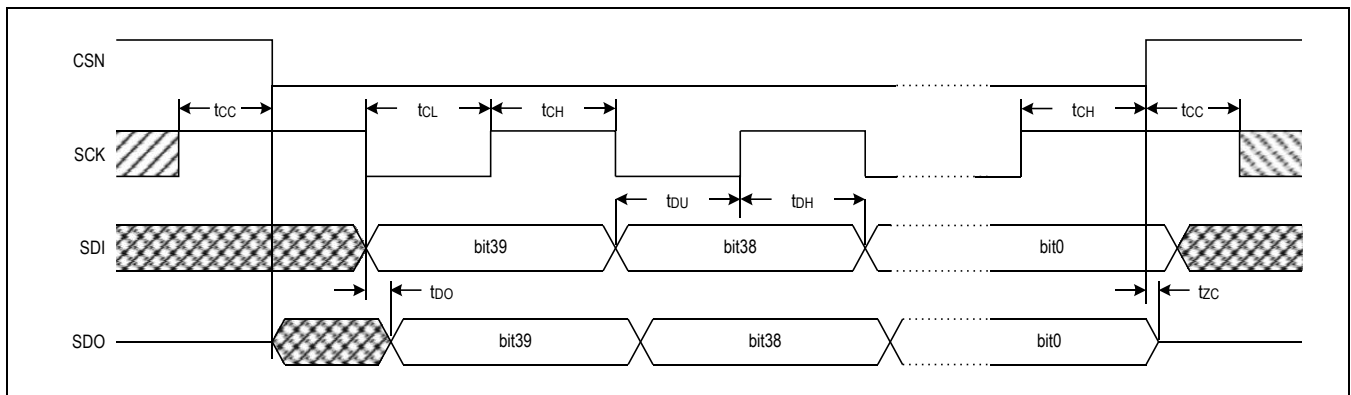 CSN
tCC tCL tCH tCH tCC
SCK
tDU tDH
SDI bit39 bit38 bit0
tDO tZC
SDO bit39 bit38 bit0